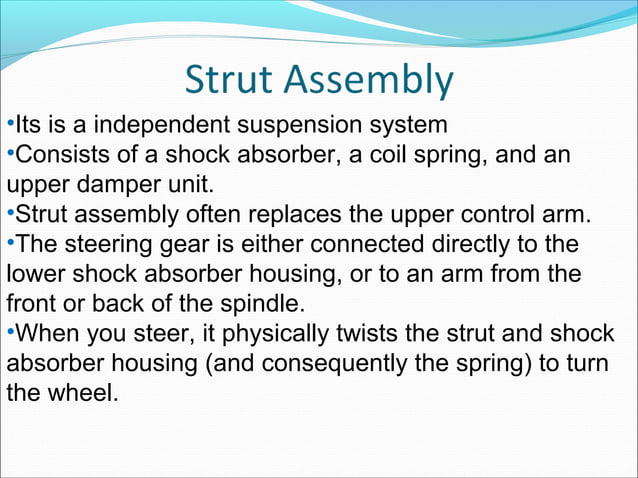 Strut Assembly
•Its is a independent suspension system
•Consists of a shock absorber, a coil spring, and an
upper damper unit.
•Strut assembly often replaces the upper control arm.
•The steering gear is either connected directly to the
lower shock absorber housing, or to an arm from the
front or back of the spindle.
•When you steer, it physically twists the strut and shock
absorber housing (and consequently the spring) to turn
the wheel.